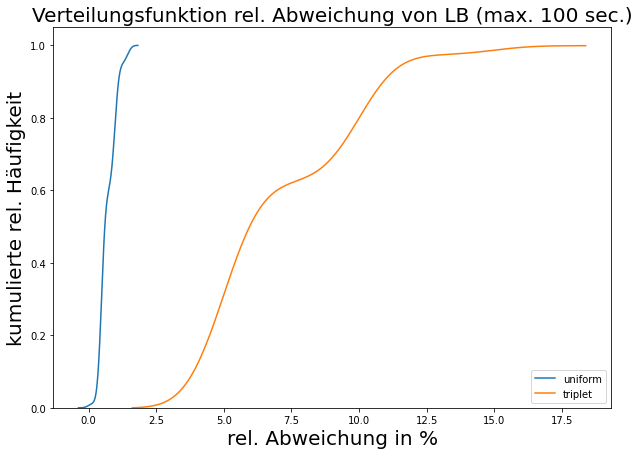 Verteilungsfunktion rel. Abweichung von LB (max. 100 sec.)
kumulierte rel. Häufigkeit
1.0
0.8
0.6
0.4
0.2
0.0
0.0 2.5 5.0 7.5 10.0 12.5 15.0 17.5
rel. Abweichung in %
uniform
triplet